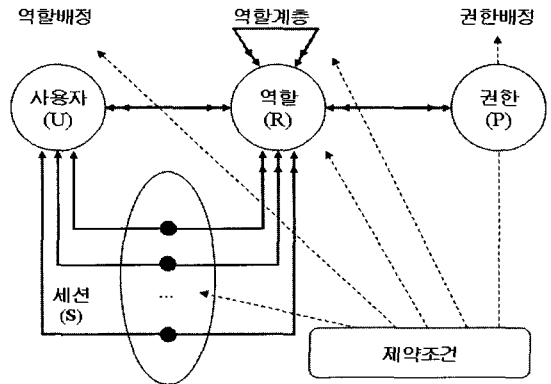 역할배정
역할계층
권한배정
사용자
(U)
역할
(R)
권한
(P)
세션
(S)
...
제약조건